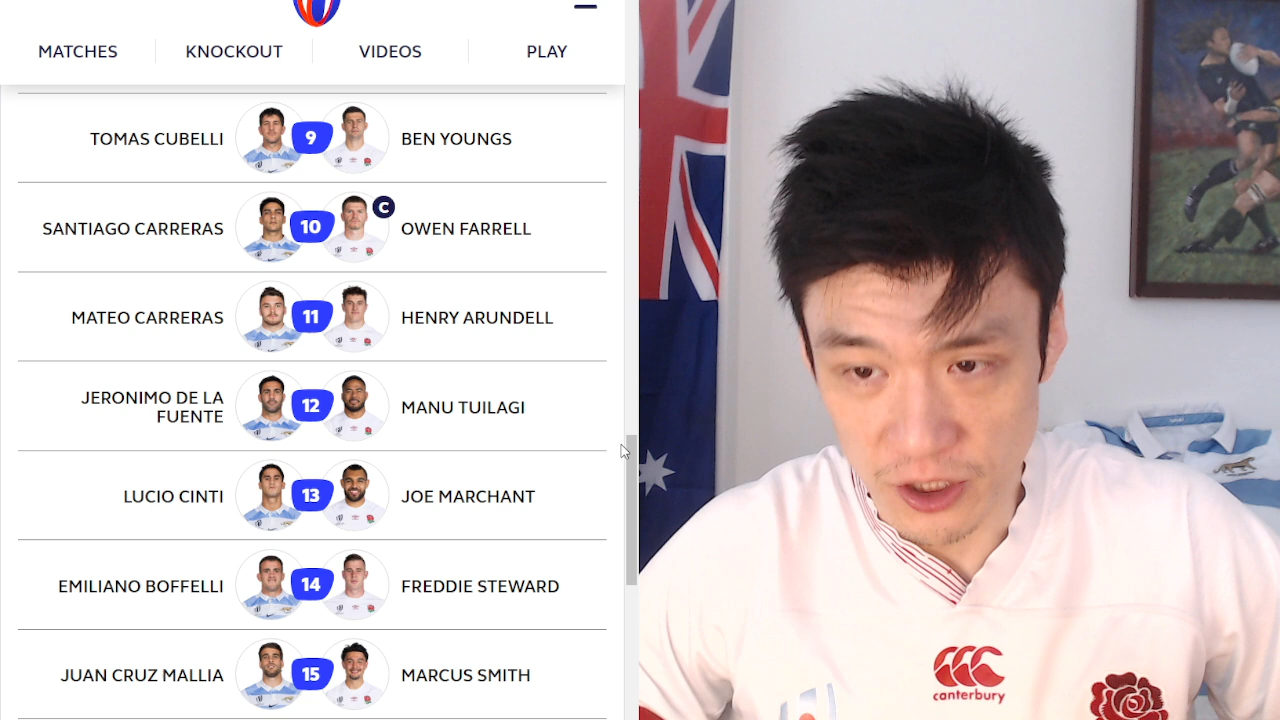 MATCHES
KNOCKOUT
VIDEOS
PLAY
TOMAS CUBELLI 9 BEN YOUNGS
SANTIAGO CARRERAS 10 C OWEN FARRELL
MATEO CARRERAS 11 HENRY ARUNDELL
JERONIMO DE LA
FUENTE 12 MANU TUILAGI
LUCIO CINTI 13 JOE MARCHANT
EMILIANO BOFFELLI 14 FREDDIE STEWARD
JUAN CRUZ MALLIA 15 MARCUS SMITH
canterbury